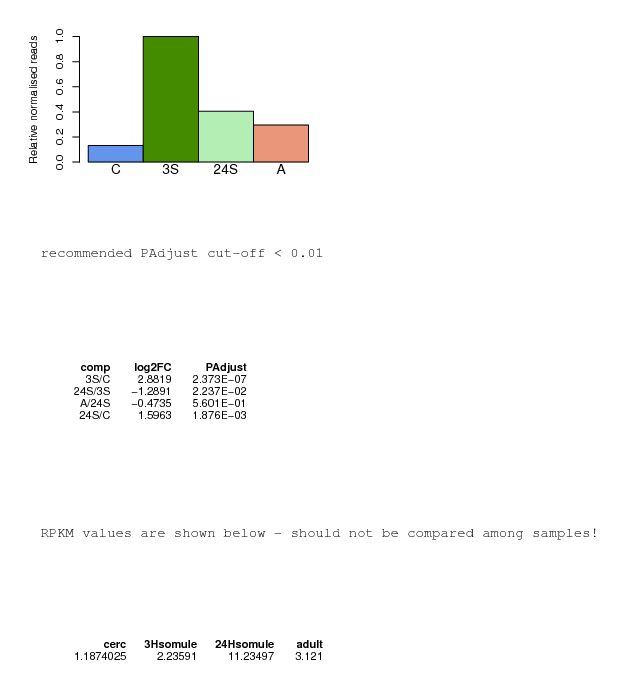 Relative normalised reads
1.0
0.8
0.6
0.4
0.2
0.0
C 3S 24S A
recommended PAdjust cut-off < 0.01
comp log2FC PAdjust
3S/C 2.8819 2.373E-07
24S/3S -1.2891 2.237E-02
A/24S -0.4735 5.601E-01
24S/C 1.5963 1.876E-03
RPKM values are shown below - should not be compared among samples!
cerc 3Hsomule 24Hsomule adult
1.1874025 2.23591 11.23497 3.121